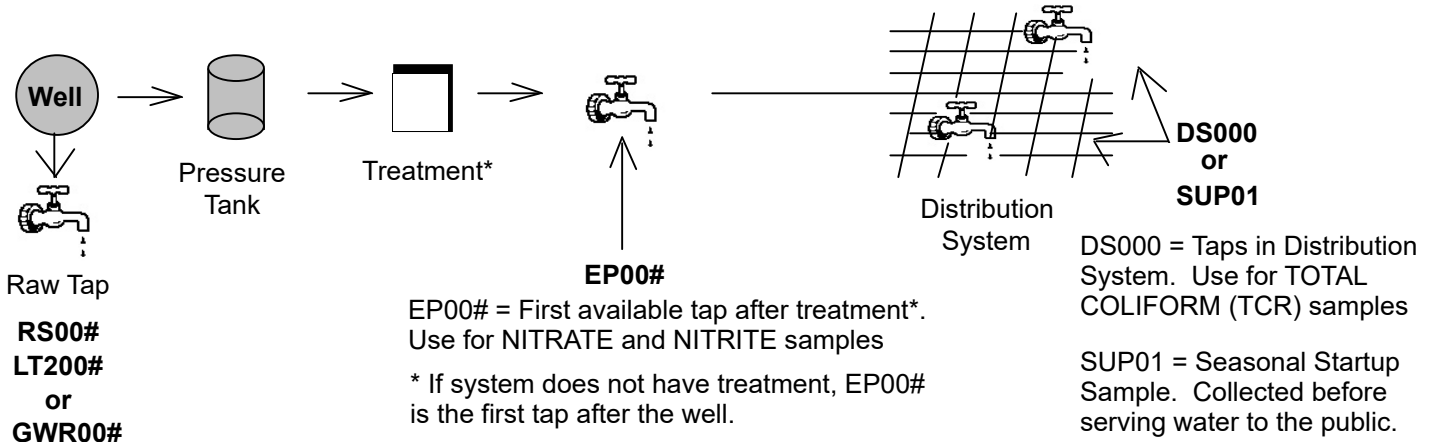 Well
Pressure
Tank
Treatment*
Raw Tap
RS00#
LT200#
or
GWR00#
EP00#
EP00# = First available tap after treatment*.
Use for NITRATE and NITRITE samples
* If system does not have treatment, EP00#
is the first tap after the well.
Distribution
System
DS000
or
SUP01
DS000 = Taps in Distribution
System. Use for TOTAL
COLIFORM (TCR) samples
SUP01 = Seasonal Startup
Sample. Collected before
serving water to the public.